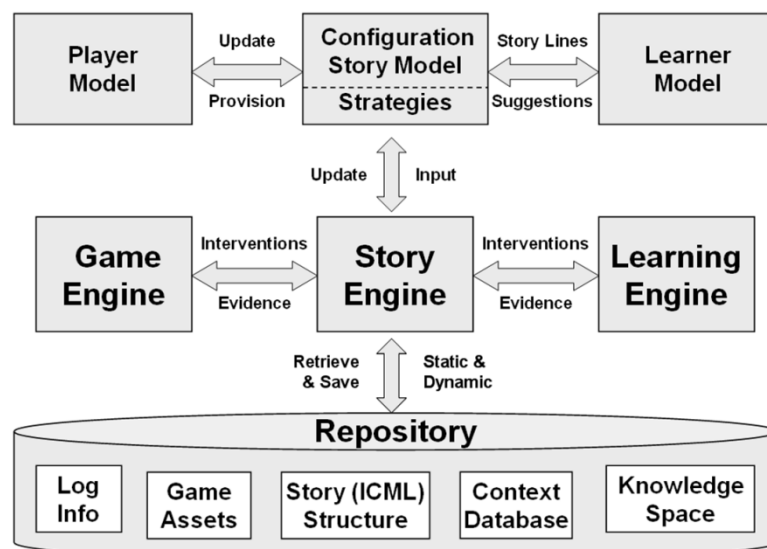 Player
Model
Update
Provision
Configuration
Story Model
Strategies
Story Lines
Suggestions
Learner
Model
Update
Input
Game
Engine
Interventions
Evidence
Story
Engine
Interventions
Evidence
Learning
Engine
Retrieve
& Save
Static &
Dynamic
Repository
Log
Info
Game
Assets
Story (ICML)
Structure
Context
Database
Knowledge
Space